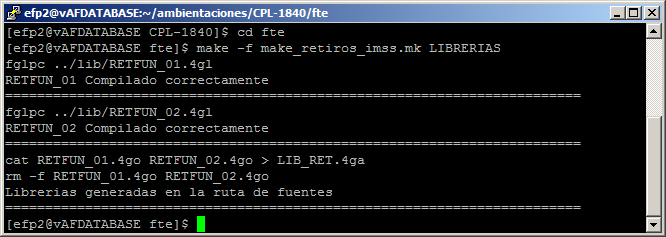 efp2@vAFDATABASE:~/ambientaciones/CPL-1840/fte
[efp2@vAFDATABASE CPL-1840]$ cd fte
[efp2@vAFDATABASE fte]$ make -f make_retiros_imss.mk LIBRERIAS
fglpc ../lib/RETFUN_01.4gl
RETFUN_01 Compilado correctamente
========================================================================
fglpc ../lib/RETFUN_02.4gl
RETFUN_02 Compilado correctamente
========================================================================
cat RETFUN_01.4go RETFUN_02.4go > LIB_RET.4ga
rm -f RETFUN_01.4go RETFUN_02.4go
Librerias generadas en la ruta de fuentes
========================================================================
[efp2@vAFDATABASE fte]$